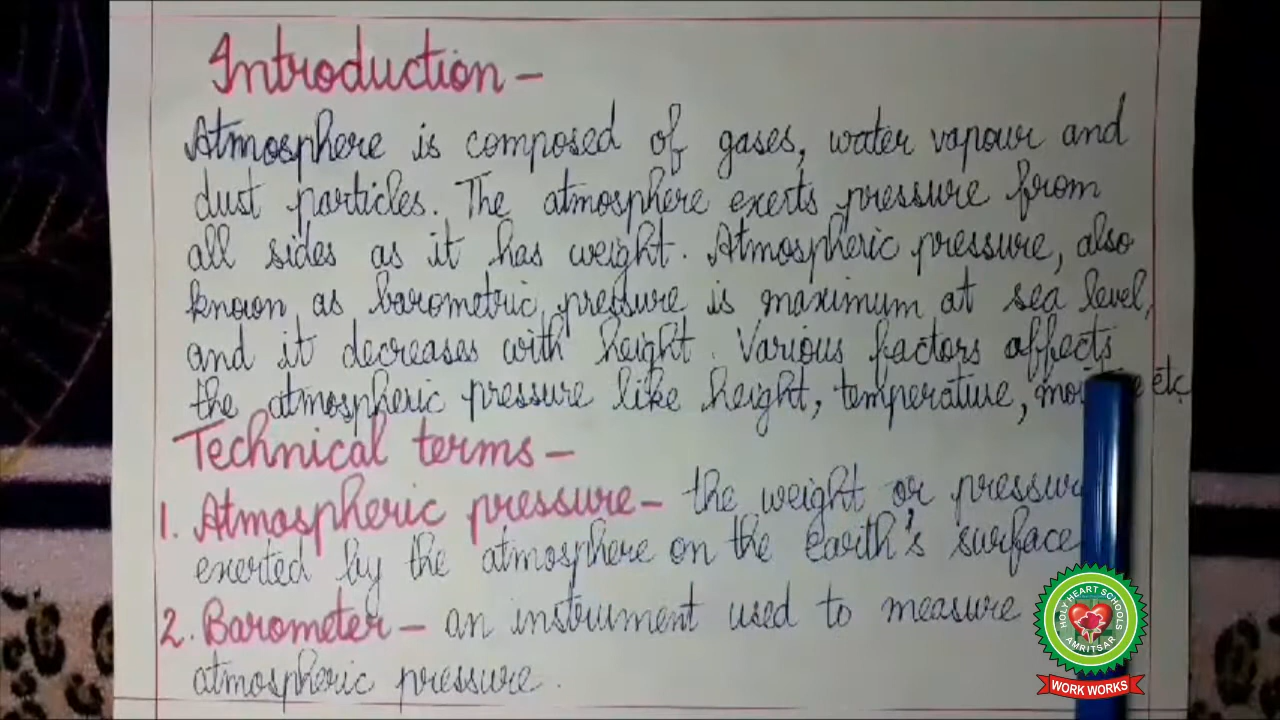 Introduction -
Atmosphere is composed of gases, water vapour and
dust particles. The atmosphere exerts pressure from
all sides as it has weight. Atmospheric pressure, also
known as barometric pressure is maximum at sea level,
and it decreases with height. Various factors affects
the atmospheric pressure like height, temperature, etc
Technical terms -
1. Atmospheric pressure - the weight or
exerted by the atmosphere on the Earth's surface
2. Barometer - an instrument used to measure
atmospheric pressure.
HOLY HEART SCHOOLS
AMRITSAR
WORK WORKS